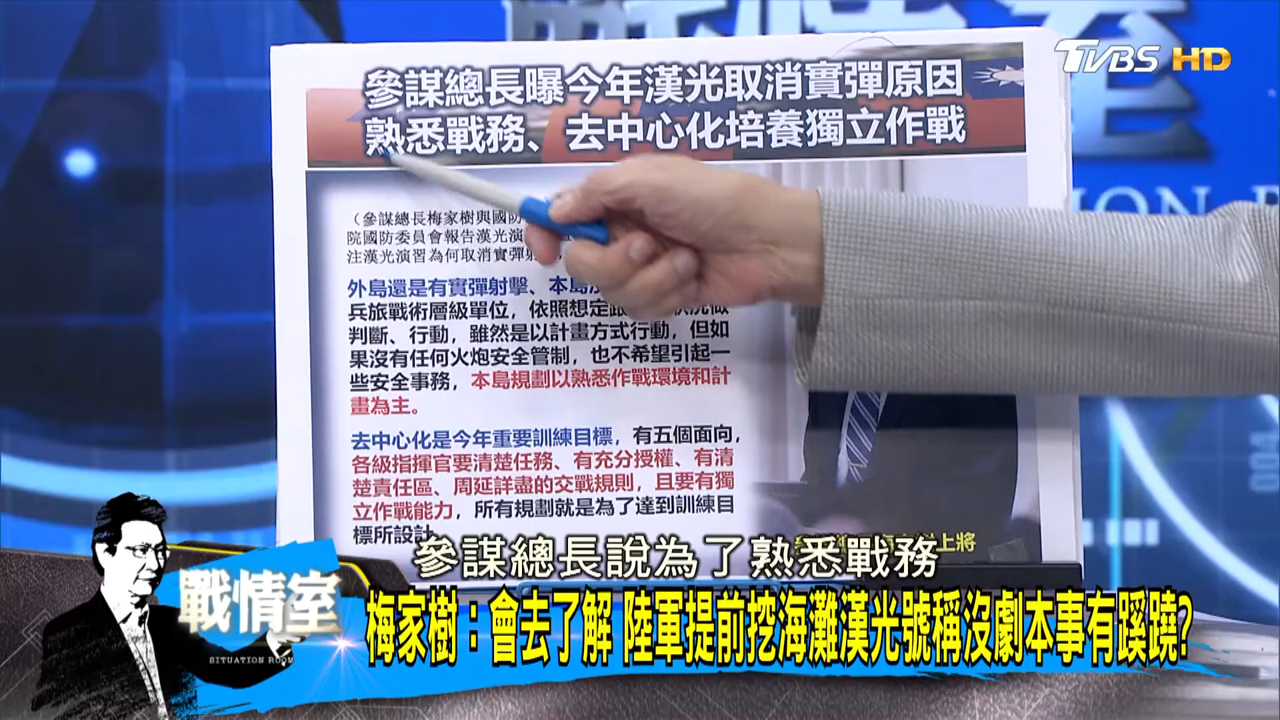 TVBS HD
參謀總長曝今年漢光取消實彈原因
熟悉戰務、去中心化培養獨立作戰
（參謀總長梅家樹與國防
院國防委員會報告漢光演
注漢光演習為何取消實彈
外島還是有實彈射擊、本島
兵旅戰術層級單位，依照想定
判斷、行動，雖然是以計畫方式行動，但如
果沒有任何火炮安全管制，也不希望引起一
些安全事務，本島規劃以熟悉作戰環境和計
畫為主。
去中心化是今年重要訓練目標，有五個面向，
各級指揮官要清楚任務、有充分授權、有清
楚責任區、周延詳盡的交戰規則，且要有獨
立作戰能力，所有規劃就是為了達到訓練目
標所設計
上將
參謀總長說為了熟悉戰務
戰情室
SITUATION ROOM
梅家樹：會去了解 陸軍提前挖海灘漢光號稱沒劇本事有蹊蹺?